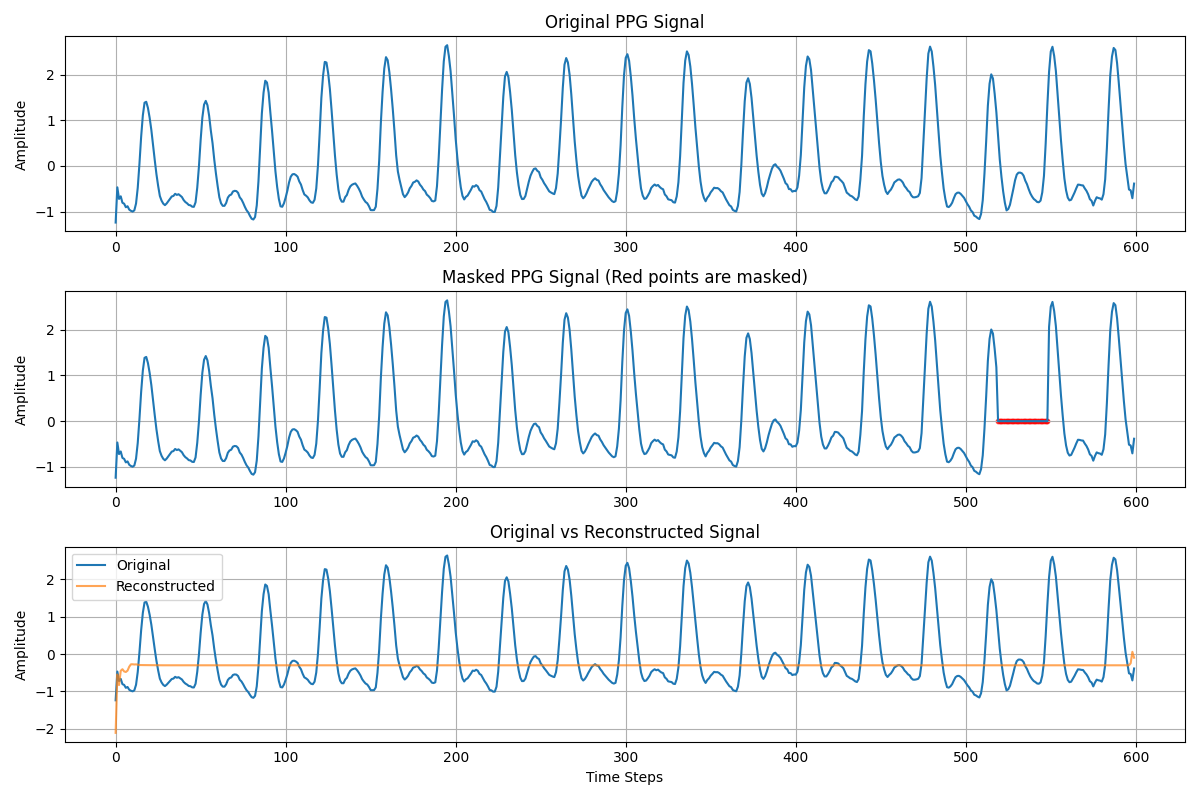 Original PPG Signal
Amplitude
2
1
0
−1
0 100 200 300 400 500 600
Masked PPG Signal (Red points are masked)
Amplitude
2
1
0
−1
0 100 200 300 400 500 600
Original vs Reconstructed Signal
Original
Reconstructed
Amplitude
2
1
0
−1
−2
0 100 200 300 400 500 600
Time Steps